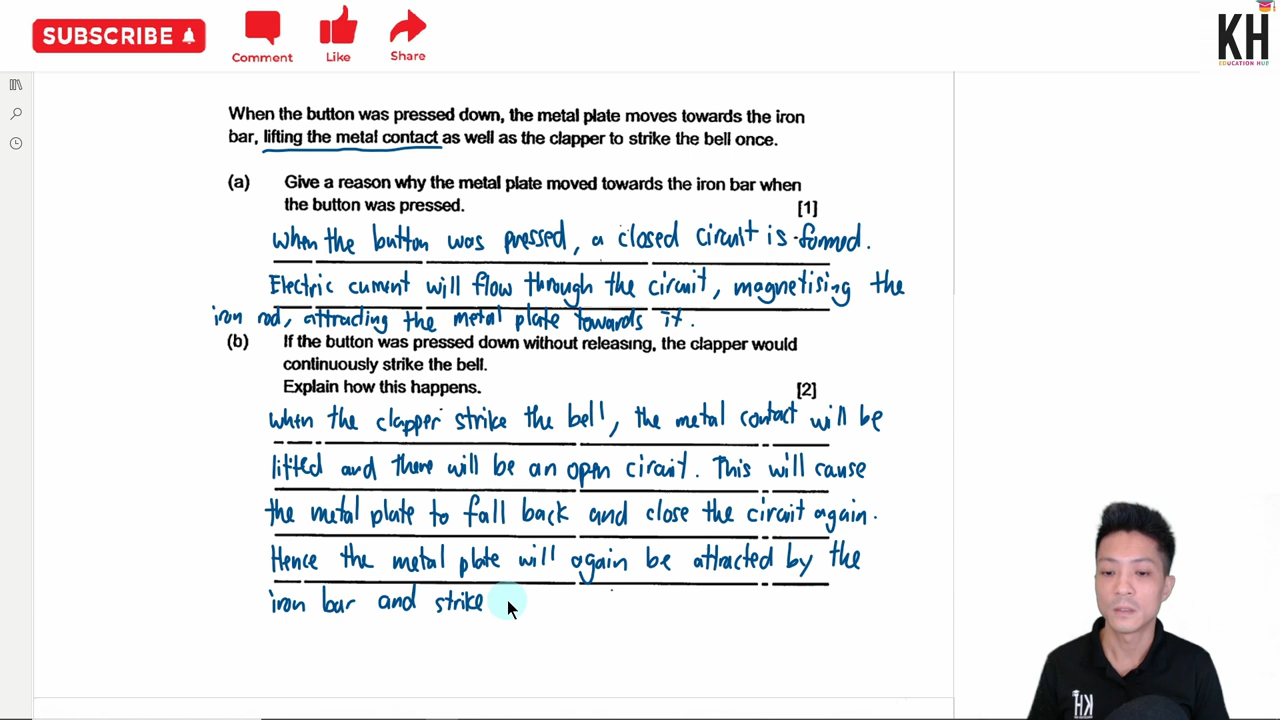 SUBSCRIBE
Comment
Like
Share
KH
EDUCATION HUB
When the button was pressed down, the metal plate moves towards the iron
bar, lifting the metal contact as well as the clapper to strike the bell once.
(a) Give a reason why the metal plate moved towards the iron bar when
the button was pressed. [1]
When the button was pressed, a closed circuit is formed.
Electric current will flow through the circuit, magnetising the
iron rod, attracting the metal plate towards it.
(b) If the button was pressed down without releasing, the clapper would
continuously strike the bell.
Explain how this happens. [2]
When the clapper strike the bell, the metal contact will be
lifted and there will be an open circuit. This will cause
the metal plate to fall back and close the circuit again.
Hence the metal plate will again be attracted by the
iron bar and strike
KH